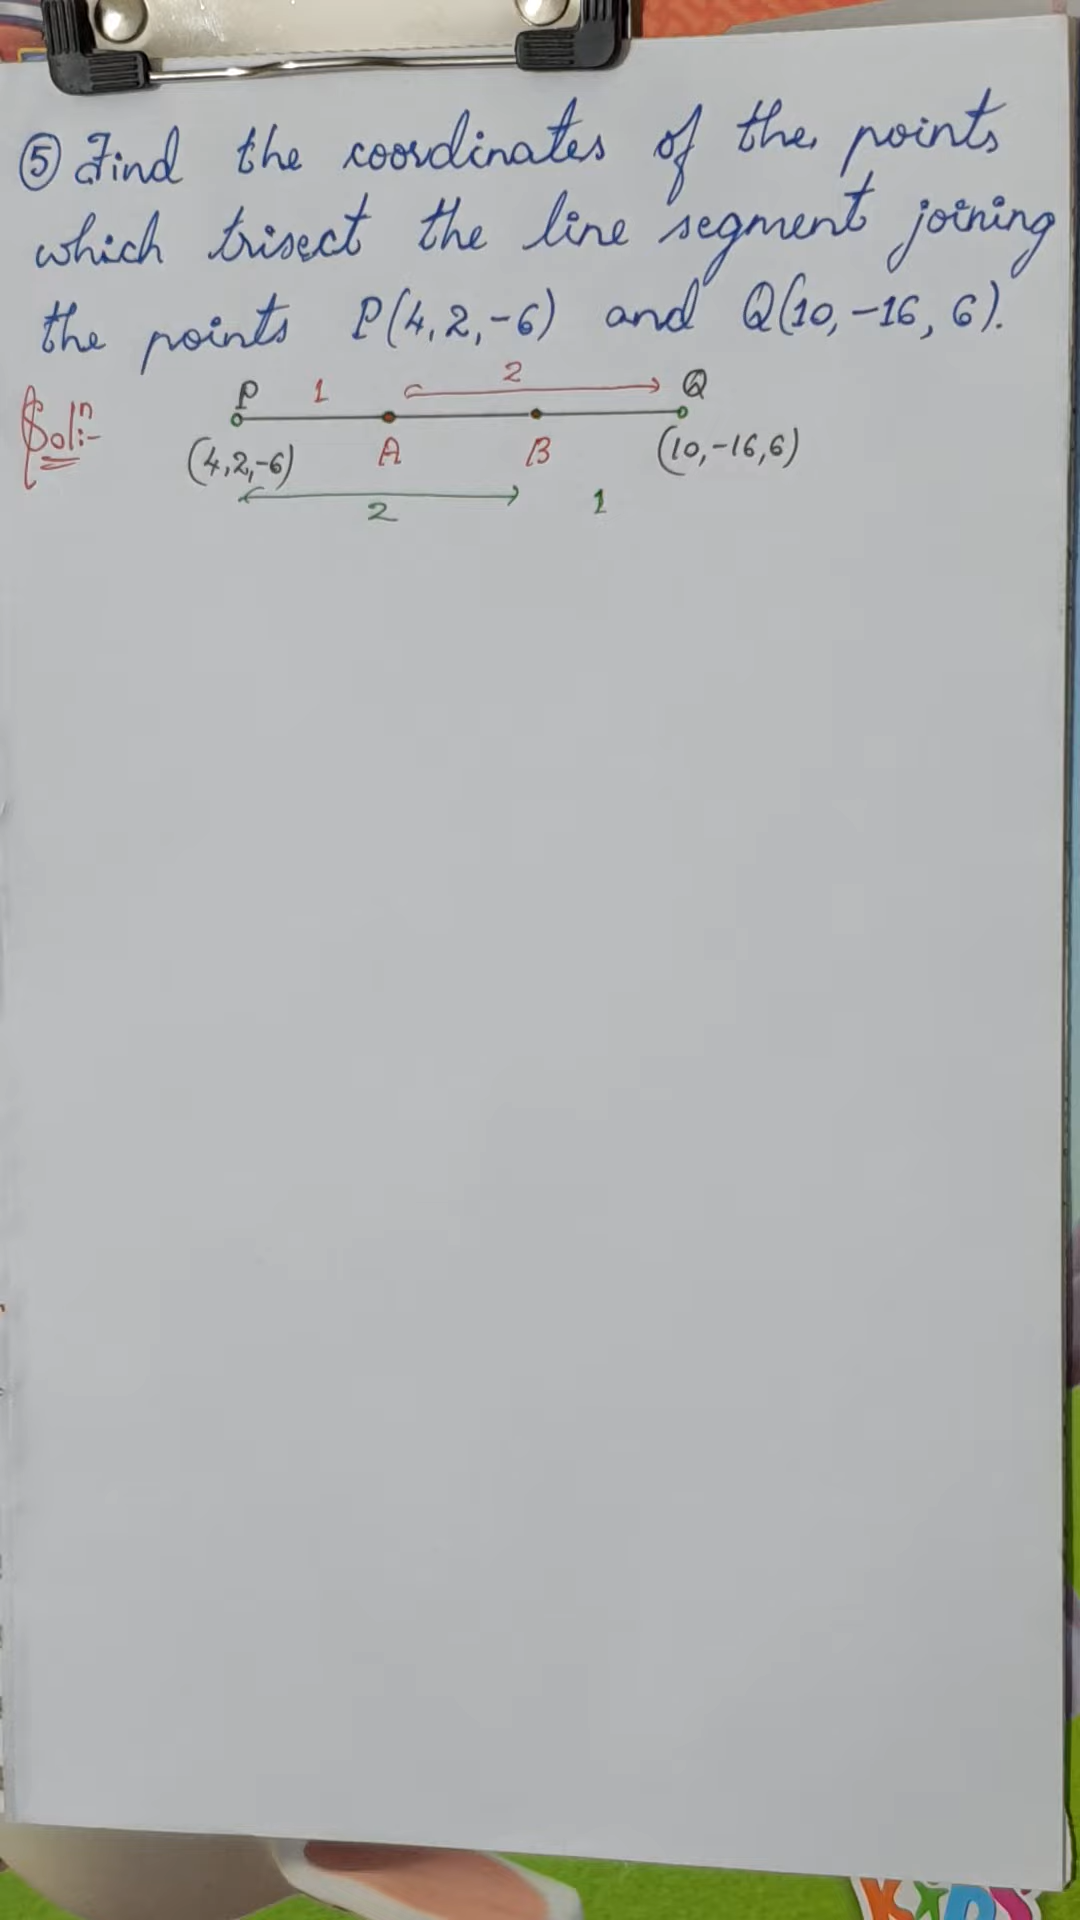 ⑤ Find the coordinates of the points
which trisect the line segment joining
the points P(4,2,-6) and Q(10,-16,6).
Solⁿ:-
P 1 2 Q
(4,2,-6) A B (10,-16,6)
2 1
KiDS